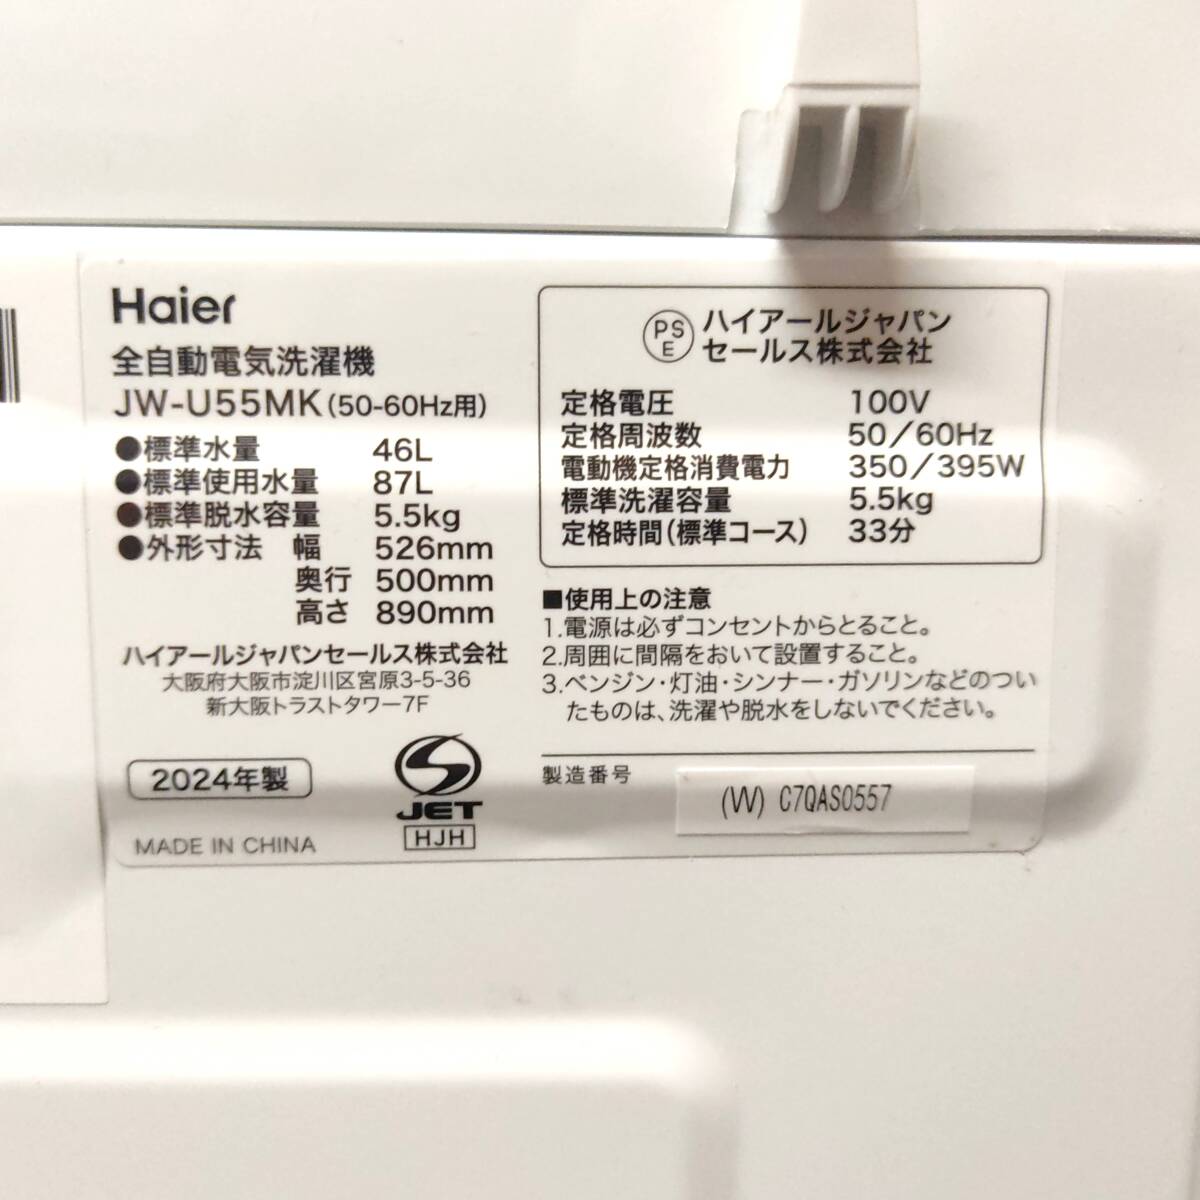 Haier
全自動電気洗濯機
JW-U55MK (50-60Hz用)
●標準水量 46L
●標準使用水量 87L
●標準脱水容量 5.5kg
●外形寸法 幅 526mm
奥行 500mm
高さ 890mm
ハイアールジャパンセールス株式会社
大阪府大阪市淀川区宮原3-5-36
新大阪トラストタワー7F
2024年製
MADE IN CHINA
JET
HJH
PS
E
ハイアールジャパン
セールス株式会社
定格電圧 100V
定格周波数 50/60Hz
電動機定格消費電力 350/395W
標準洗濯容量 5.5kg
定格時間(標準コース) 33分
■使用上の注意
1.電源は必ずコンセントからとること。
2.周囲に間隔をおいて設置すること。
3.ベンジン・灯油・シンナー・ガソリンなどのつい
たものは、洗濯や脱水をしないでください。
製造番号
(W) C7QAS0557